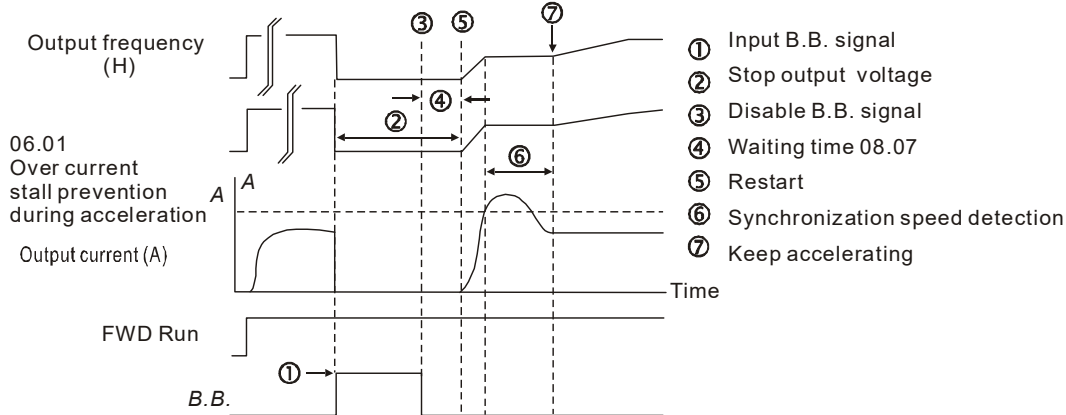 Output frequency
(H)
06.01
Over current
stall prevention
during acceleration
A
A
Output current (A)
FWD Run
B.B.
Time
③
⑤
⑦
④
②
⑥
①
① Input B.B. signal
② Stop output voltage
③ Disable B.B. signal
④ Waiting time 08.07
⑤ Restart
⑥ Synchronization speed detection
⑦ Keep accelerating